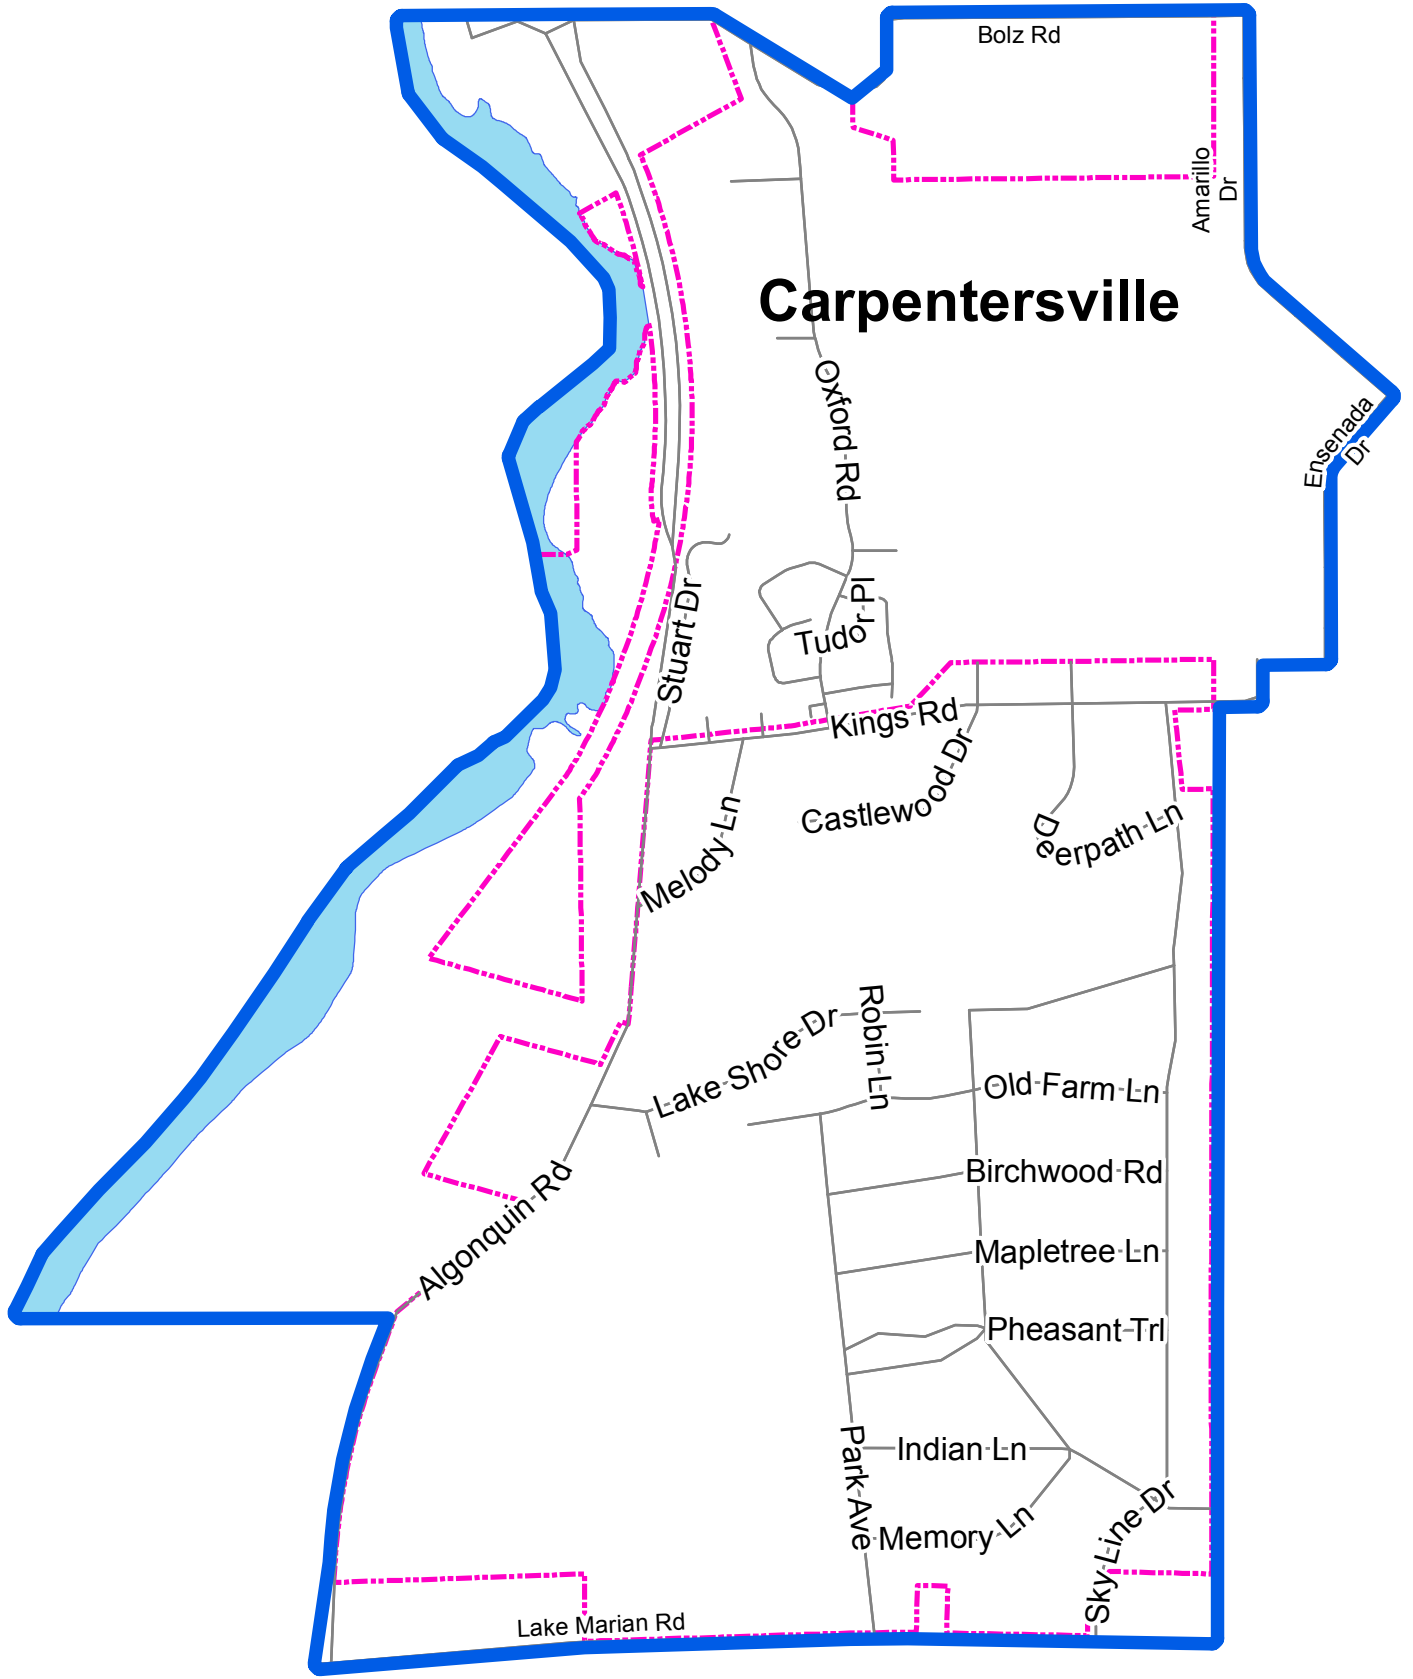 Bolz Rd
Amarillo
Dr
Carpentersville
Oxford Rd
Ensenada
Dr
Stuart Dr
Tudor Pl
Kings Rd
Castlewood Dr
Melody Ln
Deerpath Ln
Robin Ln
Lake Shore Dr
Old Farm Ln
Birchwood Rd
Algonquin Rd
Mapletree Ln
Pheasant Trl
Park Ave
Indian Ln
Memory Ln
Sky Line Dr
Lake Marian Rd